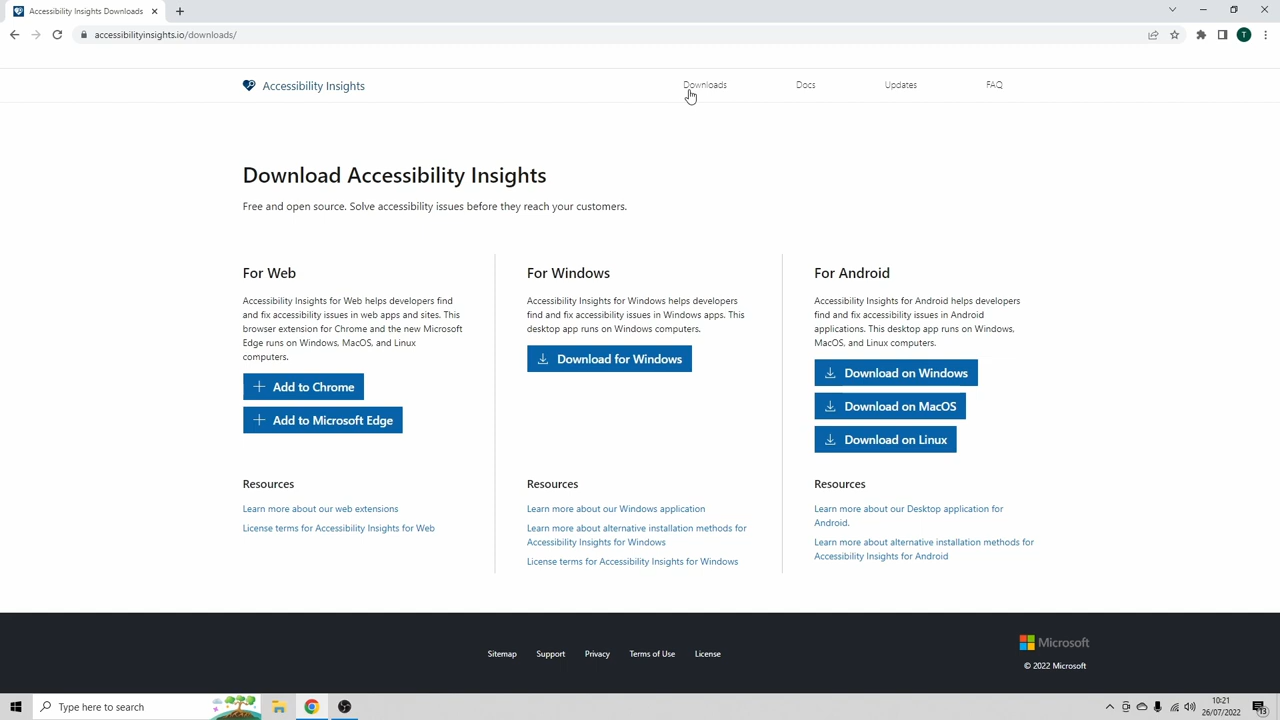 Accessibility Insights Downloads
accessibilityinsights.io/downloads/
T
Accessibility Insights
Downloads
Docs
Updates
FAQ
Download Accessibility Insights
Free and open source. Solve accessibility issues before they reach your customers.
For Web
Accessibility Insights for Web helps developers find
and fix accessibility issues in web apps and sites. This
browser extension for Chrome and the new Microsoft
Edge runs on Windows, MacOS, and Linux
computers.
Add to Chrome
Add to Microsoft Edge
Resources
Learn more about our web extensions
License terms for Accessibility Insights for Web
For Windows
Accessibility Insights for Windows helps developers
find and fix accessibility issues in Windows apps. This
desktop app runs on Windows computers.
Download for Windows
Resources
Learn more about our Windows application
Learn more about alternative installation methods for
Accessibility Insights for Windows
License terms for Accessibility Insights for Windows
For Android
Accessibility Insights for Android helps developers
find and fix accessibility issues in Android
applications. This desktop app runs on Windows,
MacOS, and Linux computers.
Download on Windows
Download on MacOS
Download on Linux
Resources
Learn more about our Desktop application for
Android.
Learn more about alternative installation methods for
Accessibility Insights for Android
Sitemap
Support
Privacy
Terms of Use
License
Microsoft
© 2022 Microsoft
Type here to search
10:21
26/07/2022
13